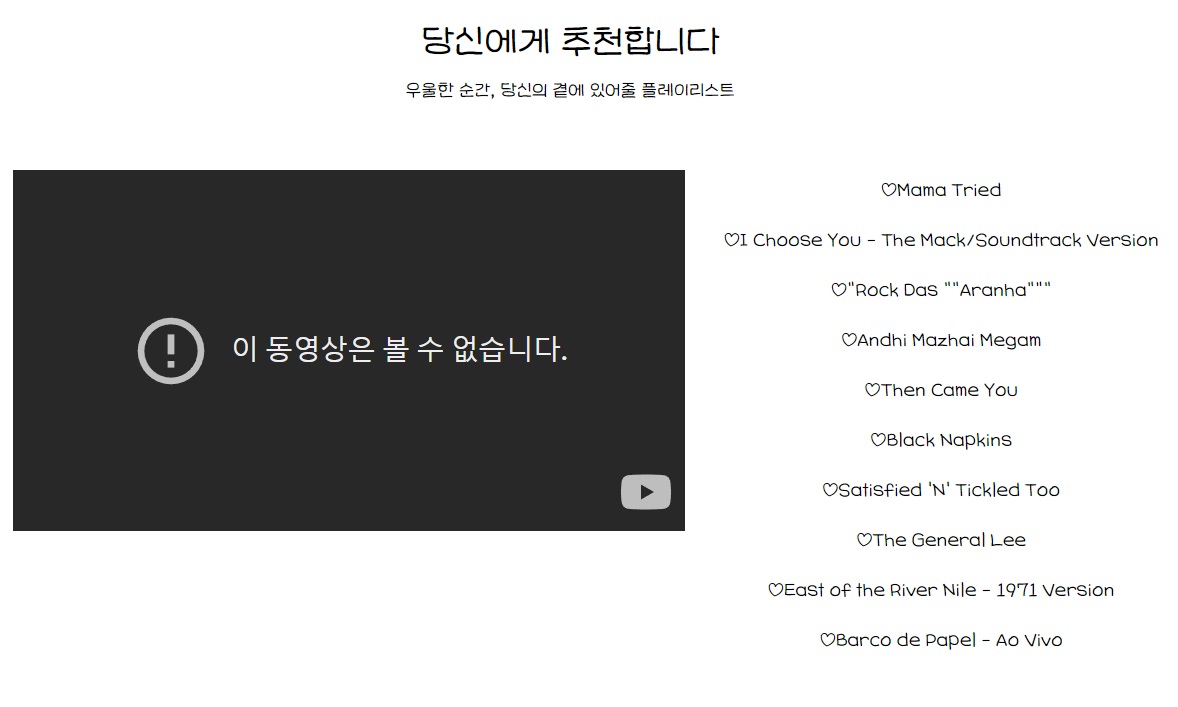 당신에게 추천합니다
우울한 순간, 당신의 곁에 있어줄 플레이리스트
이 동영상은 볼 수 없습니다.
♡Mama Tried
♡I Choose You - The Mack/Soundtrack Version
♡"Rock Das ""Aranha"""
♡Andhi Mazhai Megam
♡Then Came You
♡Black Napkins
♡Satisfied 'N' Tickled Too
♡The General Lee
♡East of the River Nile - 1971 Version
♡Barco de Papel - Ao Vivo